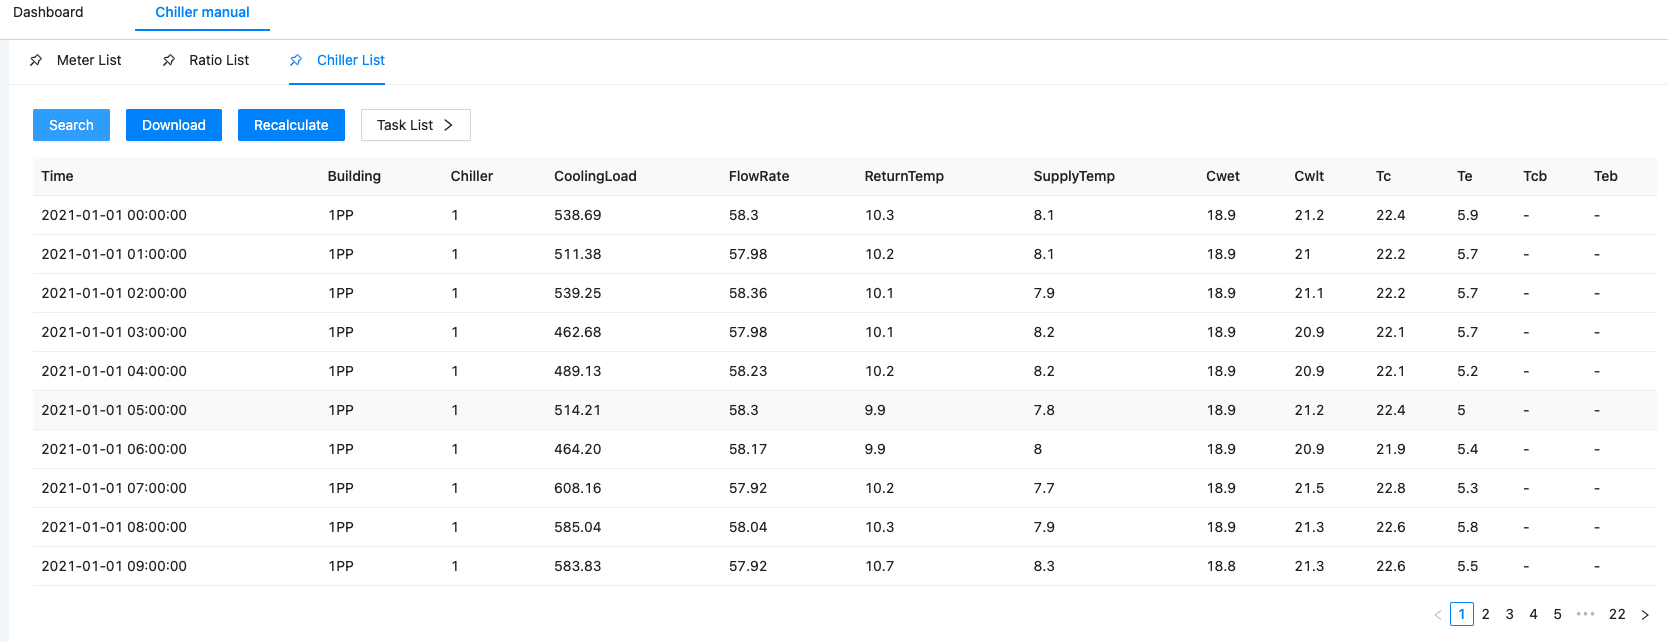 Dashboard Chiller manual
Meter List Ratio List Chiller List
Search Download Recalculate Task List >
Time Building Chiller CoolingLoad FlowRate ReturnTemp SupplyTemp Cwet Cwlt Tc Te Tcb Teb
2021-01-01 00:00:00 1PP 1 538.69 58.3 10.3 8.1 18.9 21.2 22.4 5.9 - -
2021-01-01 01:00:00 1PP 1 511.38 57.98 10.2 8.1 18.9 21 22.2 5.7 - -
2021-01-01 02:00:00 1PP 1 539.25 58.36 10.1 7.9 18.9 21.1 22.2 5.7 - -
2021-01-01 03:00:00 1PP 1 462.68 57.98 10.1 8.2 18.9 20.9 22.1 5.7 - -
2021-01-01 04:00:00 1PP 1 489.13 58.23 10.2 8.2 18.9 20.9 22.1 5.2 - -
2021-01-01 05:00:00 1PP 1 514.21 58.3 9.9 7.8 18.9 21.2 22.4 5 - -
2021-01-01 06:00:00 1PP 1 464.20 58.17 9.9 8 18.9 20.9 21.9 5.4 - -
2021-01-01 07:00:00 1PP 1 608.16 57.92 10.2 7.7 18.9 21.5 22.8 5.3 - -
2021-01-01 08:00:00 1PP 1 585.04 58.04 10.3 7.9 18.9 21.3 22.6 5.8 - -
2021-01-01 09:00:00 1PP 1 583.83 57.92 10.7 8.3 18.8 21.3 22.6 5.5 - -
< 1 2 3 4 5 ••• 22 >